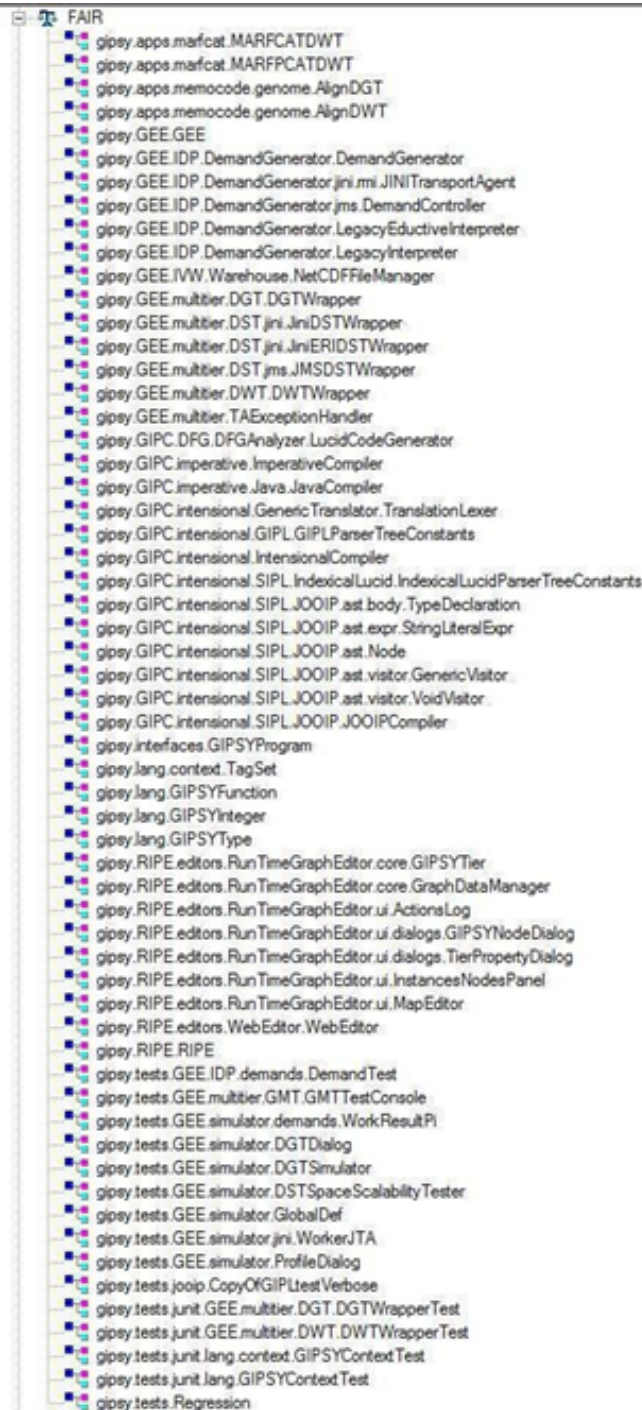 FAIR
gipsy.apps.marfcat.MARFCATDWT
gipsy.apps.marfcat.MARFPCATDWT
gipsy.apps.memocode.genome.AlignDGT
gipsy.apps.memocode.genome.AlignDWT
gipsy.GEE.GEE
gipsy.GEE.IDP.DemandGenerator.DemandGenerator
gipsy.GEE.IDP.DemandGenerator.jini.rmi.JINITransportAgent
gipsy.GEE.IDP.DemandGenerator.jms.DemandController
gipsy.GEE.IDP.DemandGenerator.LegacyEductiveInterpreter
gipsy.GEE.IDP.DemandGenerator.LegacyInterpreter
gipsy.GEE.IVW.Warehouse.NetCDFFileManager
gipsy.GEE.multitier.DGT.DGTWrapper
gipsy.GEE.multitier.DST.jini.JiniDSTWrapper
gipsy.GEE.multitier.DST.jini.JiniERIDSTWrapper
gipsy.GEE.multitier.DST.jms.JMSDSTWrapper
gipsy.GEE.multitier.DWT.DWTWrapper
gipsy.GEE.multitier.TAExceptionHandler
gipsy.GIPC.DFG.DFGAnalyzer.LucidCodeGenerator
gipsy.GIPC.imperative.ImperativeCompiler
gipsy.GIPC.imperative.Java.JavaCompiler
gipsy.GIPC.intensional.GenericTranslator.TranslationLexer
gipsy.GIPC.intensional.GIPL.GIPLParserTreeConstants
gipsy.GIPC.intensional.IntensionalCompiler
gipsy.GIPC.intensional.SIPL.IndexicalLucid.IndexicalLucidParserTreeConstants
gipsy.GIPC.intensional.SIPL.JOOIP.ast.body.TypeDeclaration
gipsy.GIPC.intensional.SIPL.JOOIP.ast.expr.StringLiteralExpr
gipsy.GIPC.intensional.SIPL.JOOIP.ast.Node
gipsy.GIPC.intensional.SIPL.JOOIP.ast.visitor.GenericVisitor
gipsy.GIPC.intensional.SIPL.JOOIP.ast.visitor.VoidVisitor
gipsy.GIPC.intensional.SIPL.JOOIP.JOOIPCompiler
gipsy.interfaces.GIPSYProgram
gipsy.lang.context.TagSet
gipsy.lang.GIPSYFunction
gipsy.lang.GIPSYInteger
gipsy.lang.GIPSYType
gipsy.RIPE.editors.RunTimeGraphEditor.core.GIPSYTier
gipsy.RIPE.editors.RunTimeGraphEditor.core.GraphDataManager
gipsy.RIPE.editors.RunTimeGraphEditor.ui.ActionsLog
gipsy.RIPE.editors.RunTimeGraphEditor.ui.dialogs.GIPSYNodeDialog
gipsy.RIPE.editors.RunTimeGraphEditor.ui.dialogs.TierPropertyDialog
gipsy.RIPE.editors.RunTimeGraphEditor.ui.InstancesNodesPanel
gipsy.RIPE.editors.RunTimeGraphEditor.ui.MapEditor
gipsy.RIPE.editors.WebEditor.WebEditor
gipsy.RIPE.RIPE
gipsy.tests.GEE.IDP.demands.DemandTest
gipsy.tests.GEE.multitier.GMT.GMTTestConsole
gipsy.tests.GEE.simulator.demands.WorkResultPi
gipsy.tests.GEE.simulator.DGTDialog
gipsy.tests.GEE.simulator.DGTSimulator
gipsy.tests.GEE.simulator.DSTSpaceScalabilityTester
gipsy.tests.GEE.simulator.GlobalDef
gipsy.tests.GEE.simulator.jini.WorkerJTA
gipsy.tests.GEE.simulator.ProfileDialog
gipsy.tests.jooip.CopyOfGIPLtestVerbose
gipsy.tests.junit.GEE.multitier.DGT.DGTWrapperTest
gipsy.tests.junit.GEE.multitier.DWT.DWTWrapperTest
gipsy.tests.junit.lang.context.GIPSYContextTest
gipsy.tests.junit.lang.GIPSYContextTest
gipsy.tests.Regression